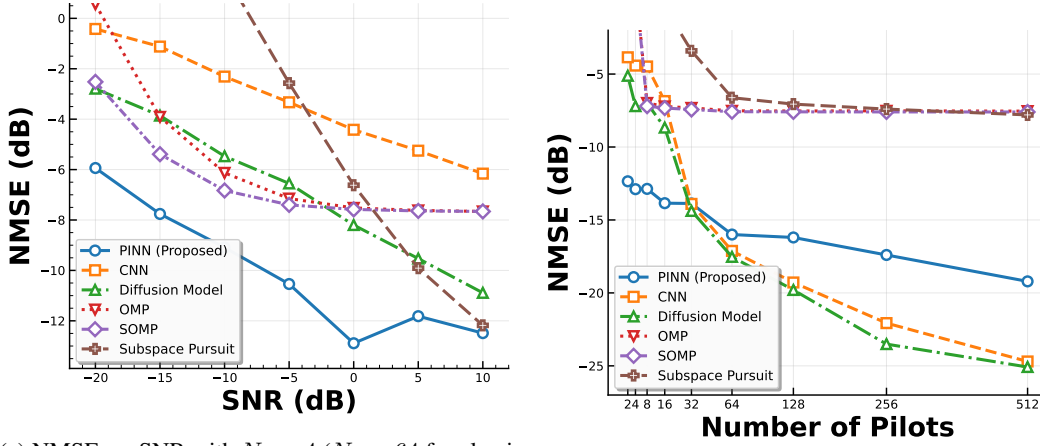 0
−2
−4
−6
−8
−10
−12
NMSE (dB)
PINN (Proposed)
CNN
Diffusion Model
OMP
SOMP
Subspace Pursuit
−20 −15 −10 −5 0 5 10
SNR (dB)
−5
−10
−15
−20
−25
NMSE (dB)
PINN (Proposed)
CNN
Diffusion Model
OMP
SOMP
Subspace Pursuit
2 4 8 16 32 64 128 256 512
Number of Pilots